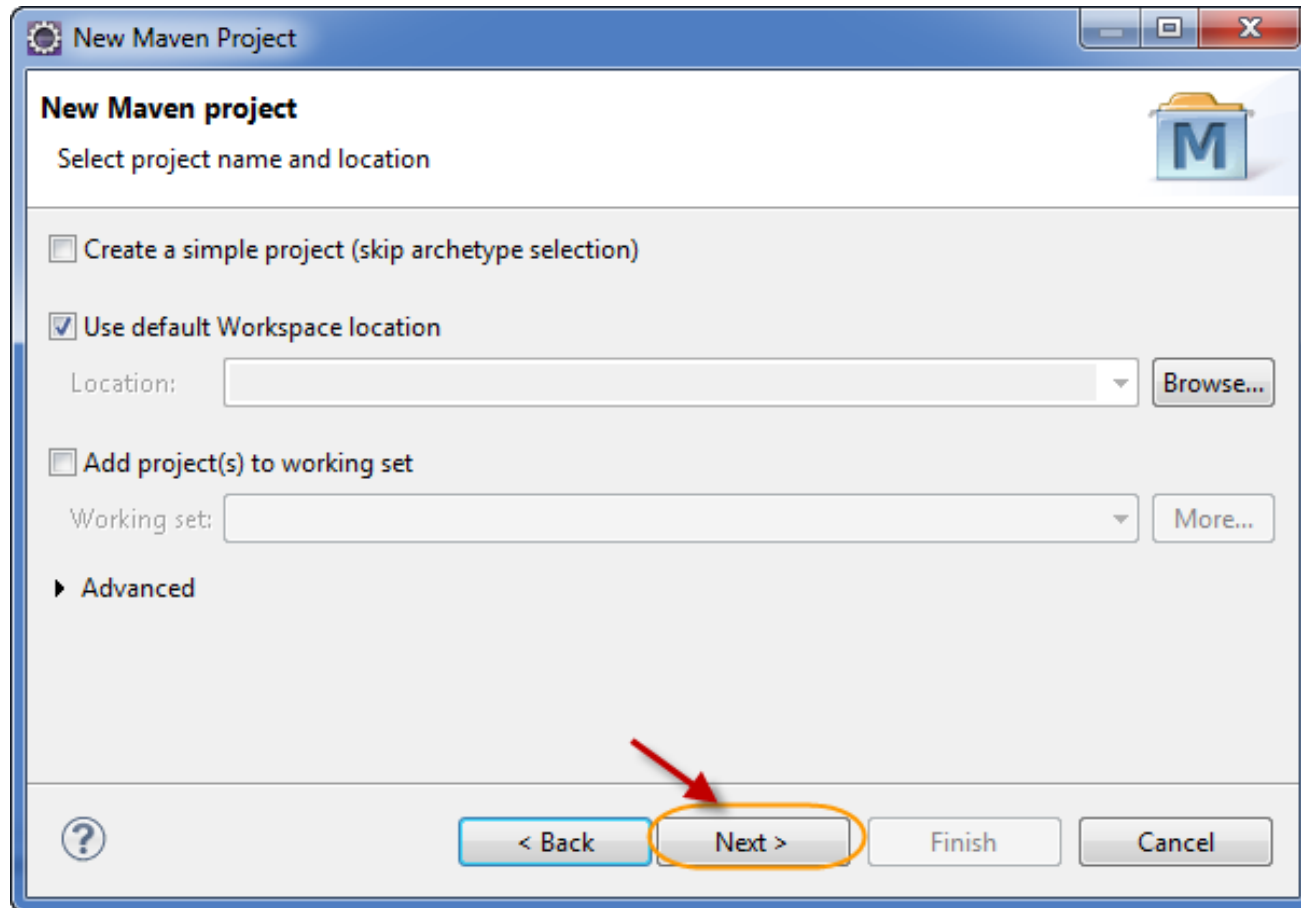 New Maven Project
New Maven project
M
Select project name and location
Create a simple project (skip archetype selection)
Use default Workspace location
Location:
Browse...
Add project(s) to working set
Working set:
More...
Advanced
?
< Back
Next >
Finish
Cancel